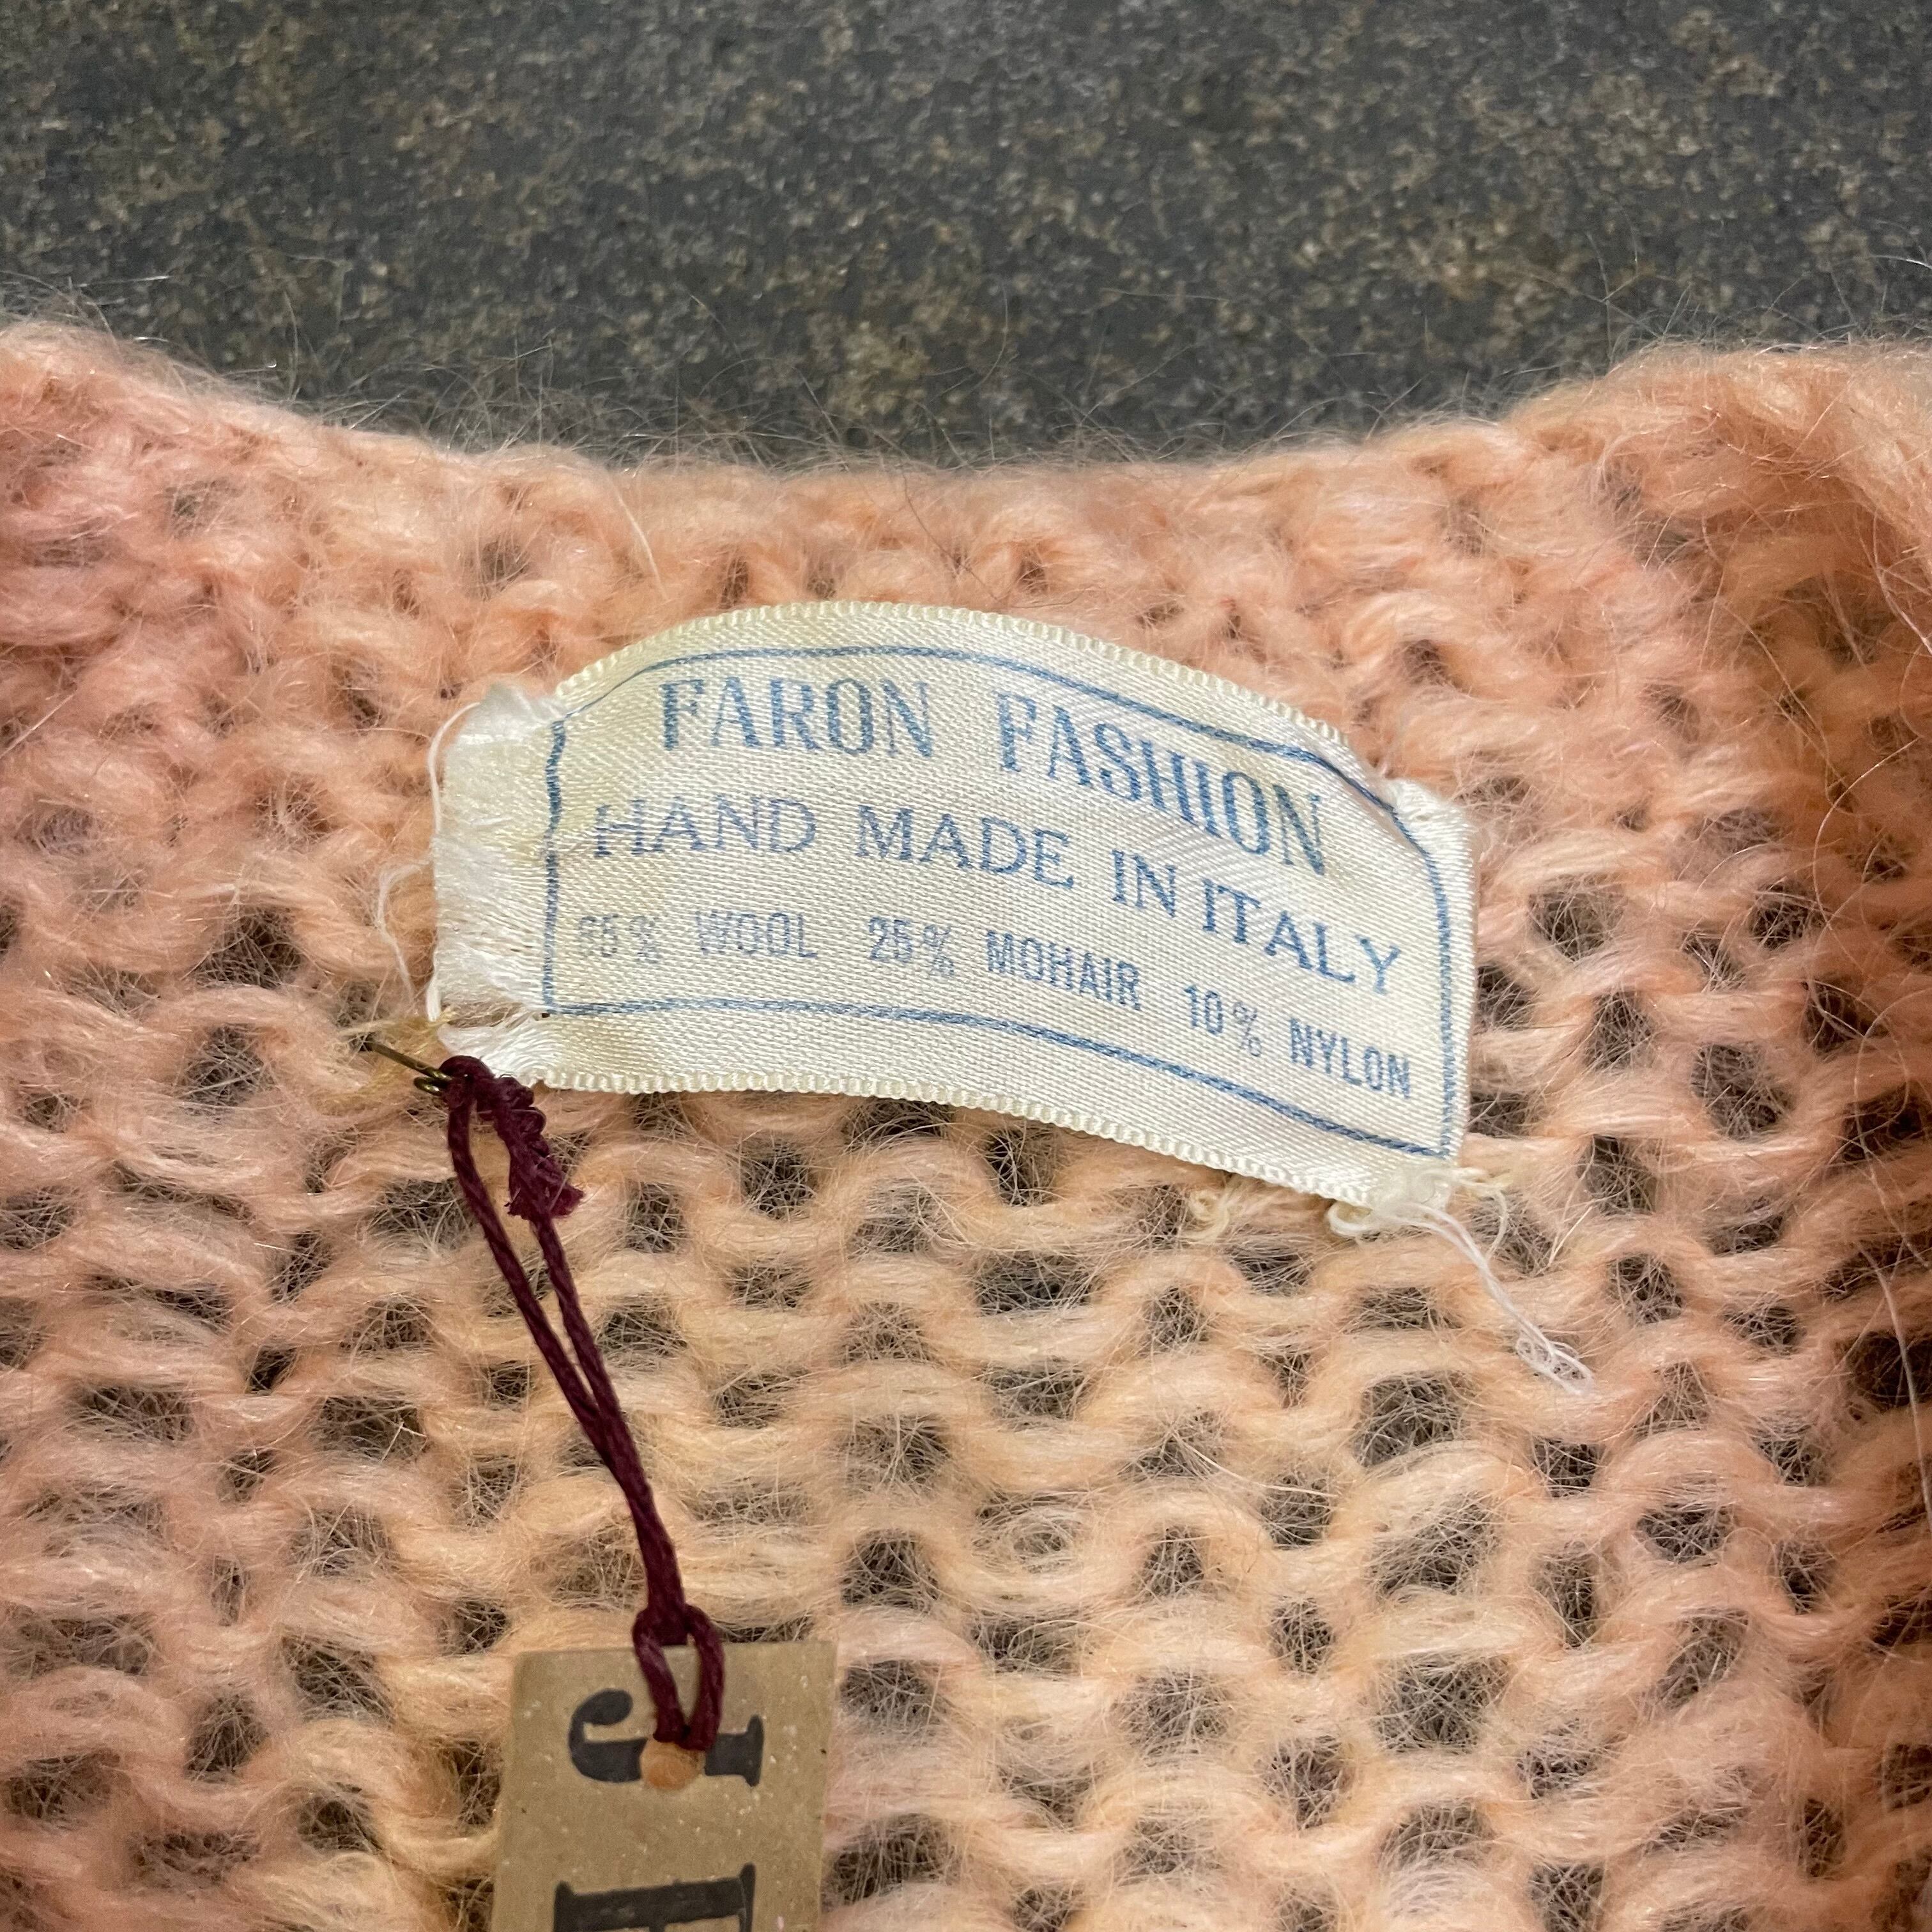 FARON FASHION
HAND MADE IN ITALY
65% WOOL 25% MOHAIR 10% NYLON
J